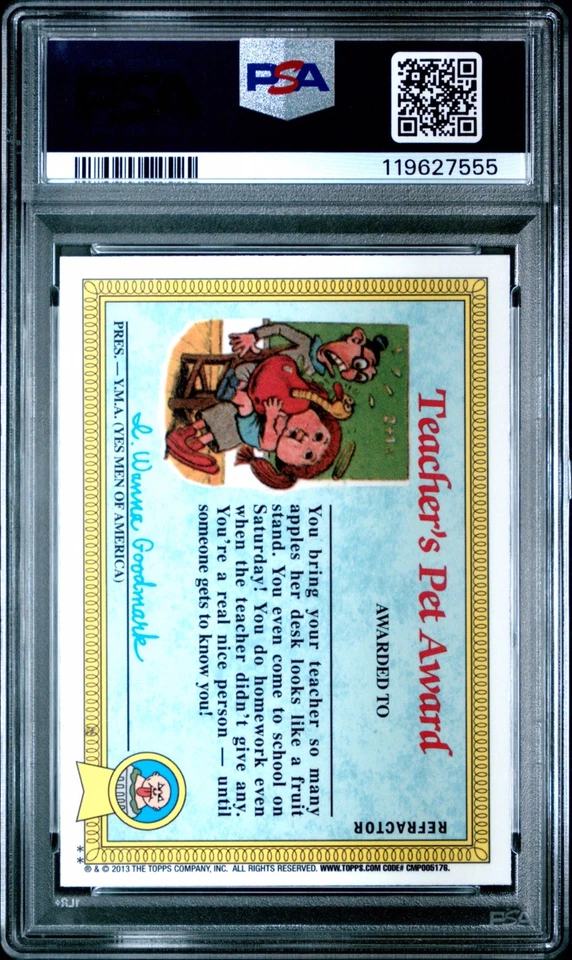 PSA
119627555
REFRACTOR
Teacher's Pet Award
AWARDED TO
You bring your teacher so many
apples her desk looks like a fruit
stand. You even come to school on
Saturday! You do homework even
when the teacher didn't give any.
You're a real nice person — until
someone gets to know you!
I. Wanna Goodmark
PRES. — Y.M.A. (YES MEN OF AMERICA)
**
® & © 2013 THE TOPPS COMPANY, INC. ALL RIGHTS RESERVED. WWW.TOPPS.COM CODE# CMP005176.
PSA